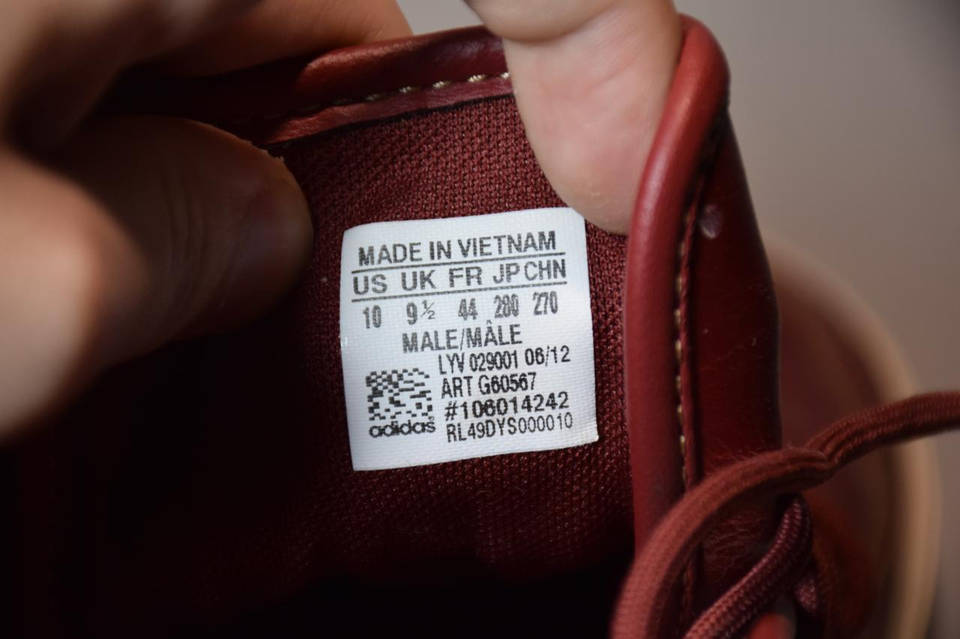 MADE IN VIETNAM
US UK FR JP CHN
10 9½ 44 280 270
MALE/MÂLE
LYV 029001 06/12
ART G60567
#106014242
adidas RL49DYS000010